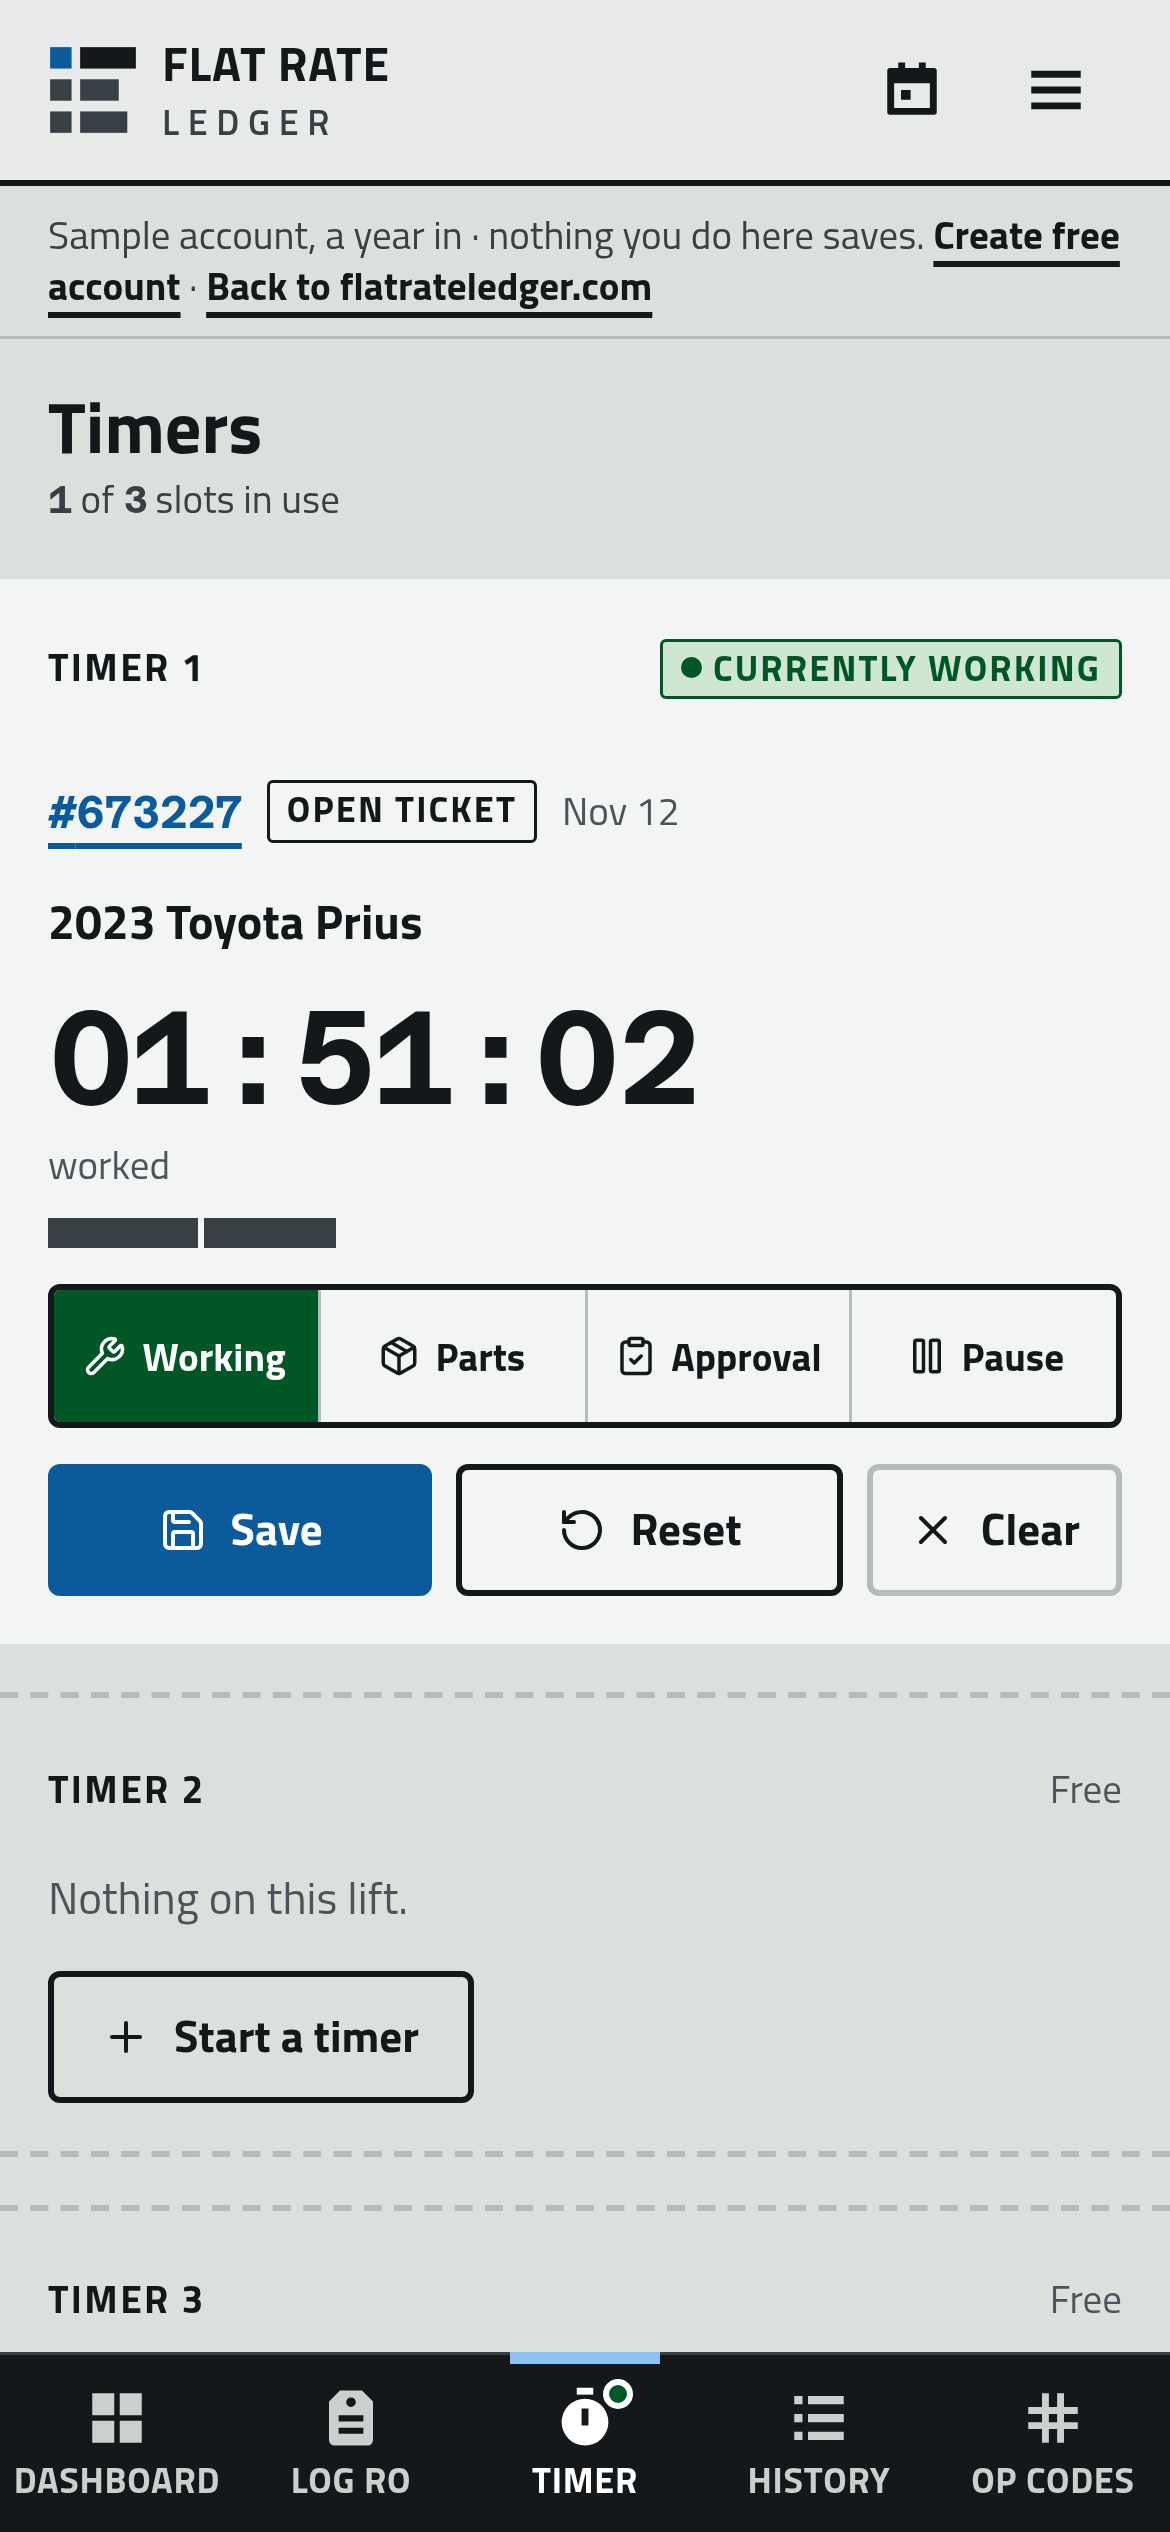 FLAT RATE
LEDGER
Sample account, a year in · nothing you do here saves. Create free
account · Back to flatrateledger.com
Timers
1 of 3 slots in use
TIMER 1
CURRENTLY WORKING
#673227 OPEN TICKET Nov 12
2023 Toyota Prius
01:51:02
worked
Working Parts Approval Pause
Save Reset Clear
TIMER 2 Free
Nothing on this lift.
Start a timer
TIMER 3 Free
DASHBOARD LOG RO TIMER HISTORY OP CODES